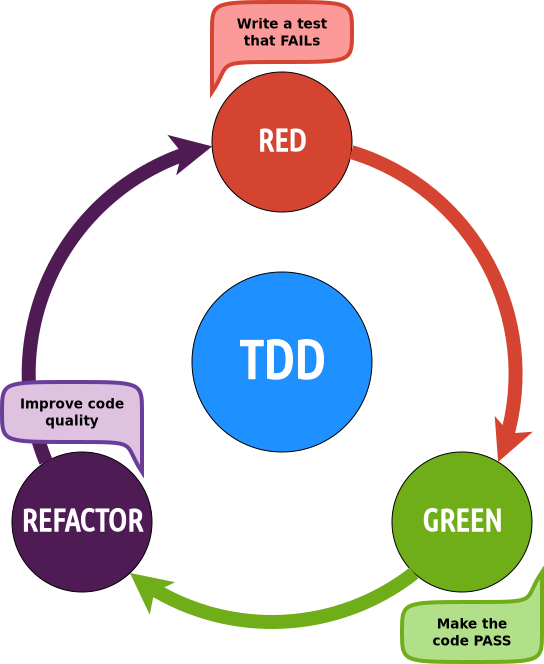 Write a test
that FAILs
RED
TDD
Improve code
quality
REFACTOR
GREEN
Make the
code PASS